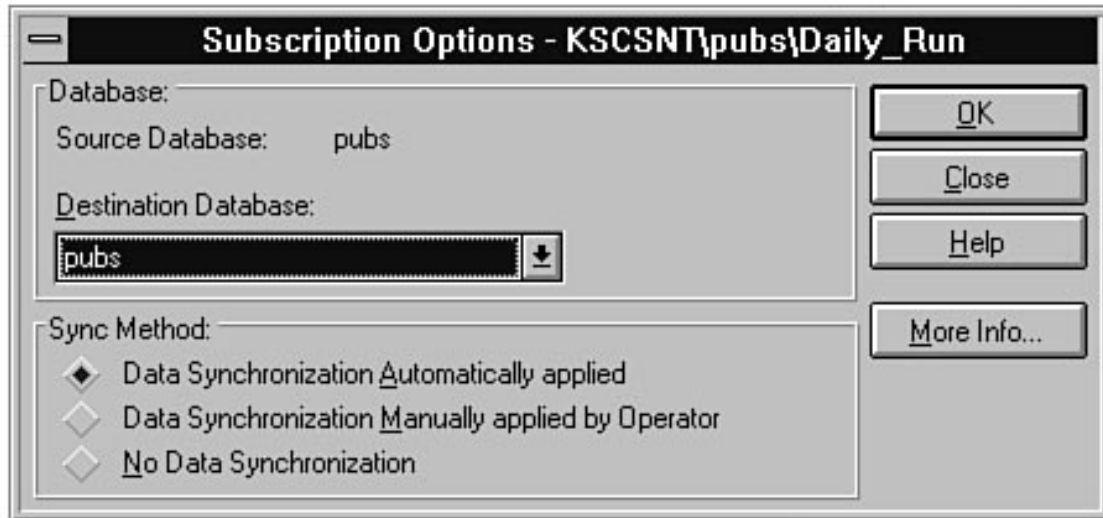 Subscription Options - KSCSNT\pubs\Daily_Run
Database:
Source Database: pubs
Destination Database:
pubs
Sync Method:
Data Synchronization Automatically applied
Data Synchronization Manually applied by Operator
No Data Synchronization
OK
Close
Help
More Info...